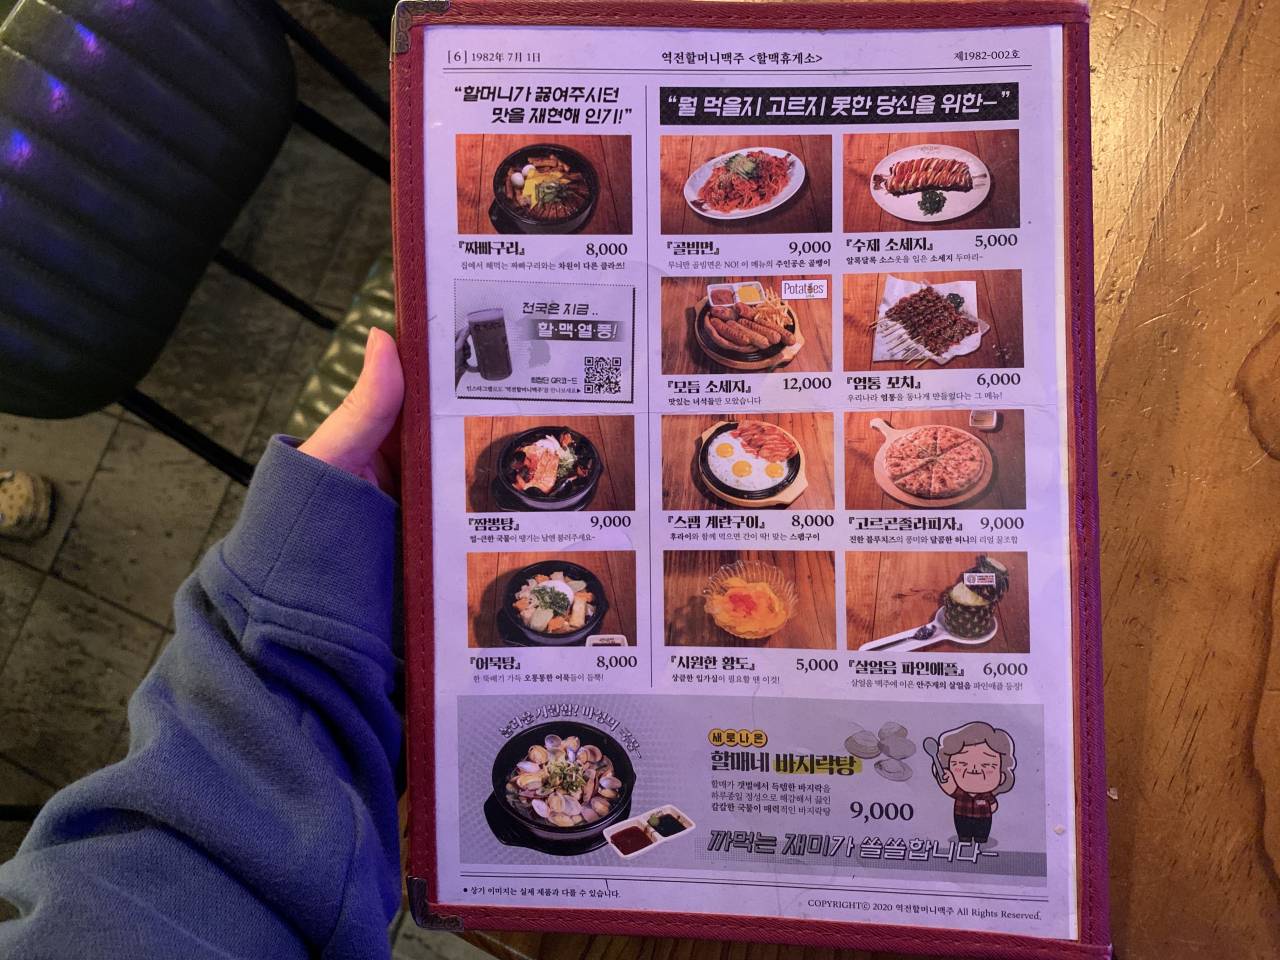 [ 6 ] 1982年 7月 1日
역전할머니맥주 <할맥휴게소>
제1982-002호
“할머니가 끓여주시던
맛을 재현해 인기!”
『짜빠구리』 8,000
집에서 해먹는 짜빠구리와는 차원이 다른 클라쓰!
전국은 지금 ..
할·맥·열·풍!
『짬뽕탕』 9,000
얼~큰한 국물이 땡기는 날엔 불러주세요~
『어묵탕』 8,000
한 뚝배기 가득 오동통한 어묵들이 듬뿍!
“뭘 먹을지 고르지 못한 당신을 위한—”
『골빔면』 9,000
무늬만 골빔면은 NO! 이 메뉴의 주인공은 골뱅이
『수제 소세지』 5,000
알록달록 소스옷을 입은 소세지 두마리~
Potatoes
USA
『모듬 소세지』 12,000
맛있는 녀석들만 모았습니다
『염통 꼬치』 6,000
우리나라 염통을 동나게 만들었다는 그 메뉴!
『스팸 계란구이』 8,000
후라이와 함께 먹으면 간이 딱! 맞는 스팸구이
『고르곤졸라피자』 9,000
진한 블루치즈의 풍미와 달콤한 허니의 리얼 꿀조합
『시원한 황도』 5,000
상큼한 입가심이 필요할 땐 이것!
『살얼음 파인애플』 6,000
살얼음 맥주에 이은 안주계의 살얼음 파인애플 등장!
새로나온
할매네 바지락탕
할매가 갯벌에서 득템한 바지락을
하루종일 정성으로 해감해서 끓인
칼칼한 국물이 매력적인 바지락탕
9,000
까먹는 재미가 쏠쏠합니다~
● 상기 이미지는 실제 제품과 다를 수 있습니다.
COPYRIGHTⓒ 2020 역전할머니맥주 All Rights Reserved.